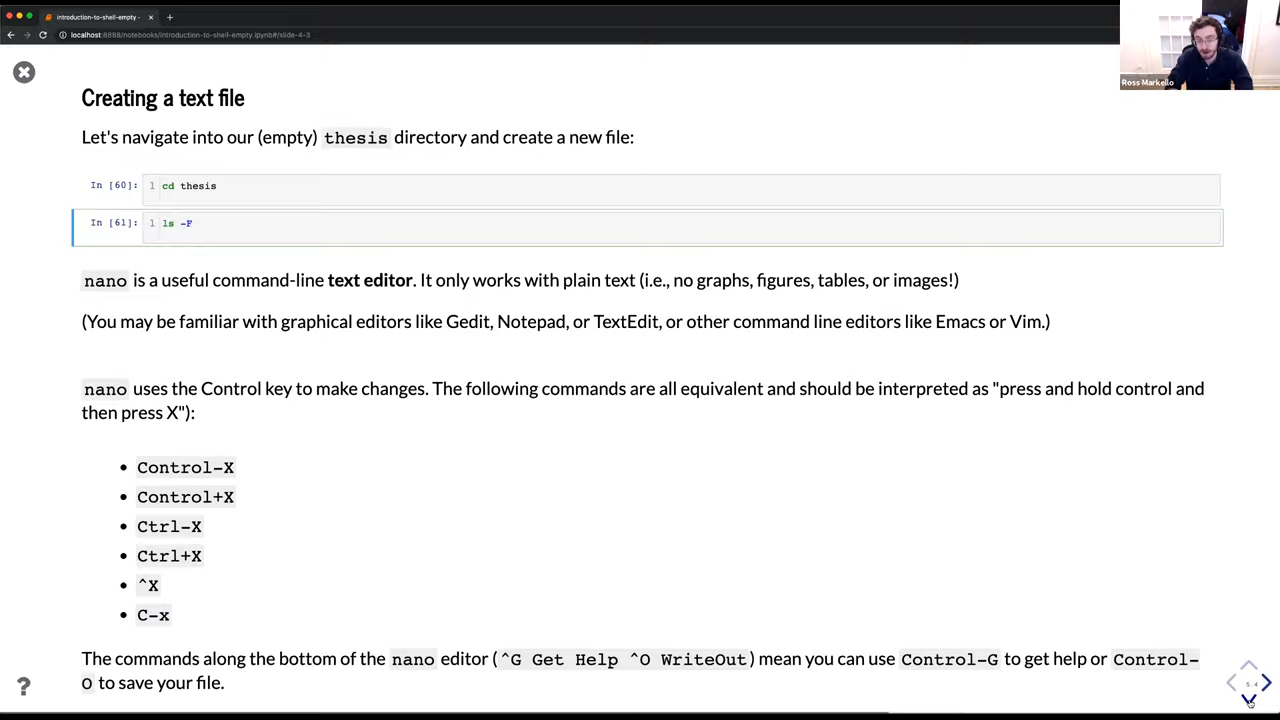 introduction-to-shell-empty -
localhost:8888/notebooks/introduction-to-shell-empty.ipynb#/slide-4-3
Ross Markello
Creating a text file
Let's navigate into our (empty) thesis directory and create a new file:
In [60]: 1 cd thesis
In [61]: 1 ls -F
nano is a useful command-line text editor. It only works with plain text (i.e., no graphs, figures, tables, or images!)
(You may be familiar with graphical editors like Gedit, Notepad, or TextEdit, or other command line editors like Emacs or Vim.)
nano uses the Control key to make changes. The following commands are all equivalent and should be interpreted as "press and hold control and
then press X"):
• Control-X
• Control+X
• Ctrl-X
• Ctrl+X
• ^X
• C-x
The commands along the bottom of the nano editor (^G Get Help ^O WriteOut) mean you can use Control-G to get help or Control-
O to save your file.
?
5.4